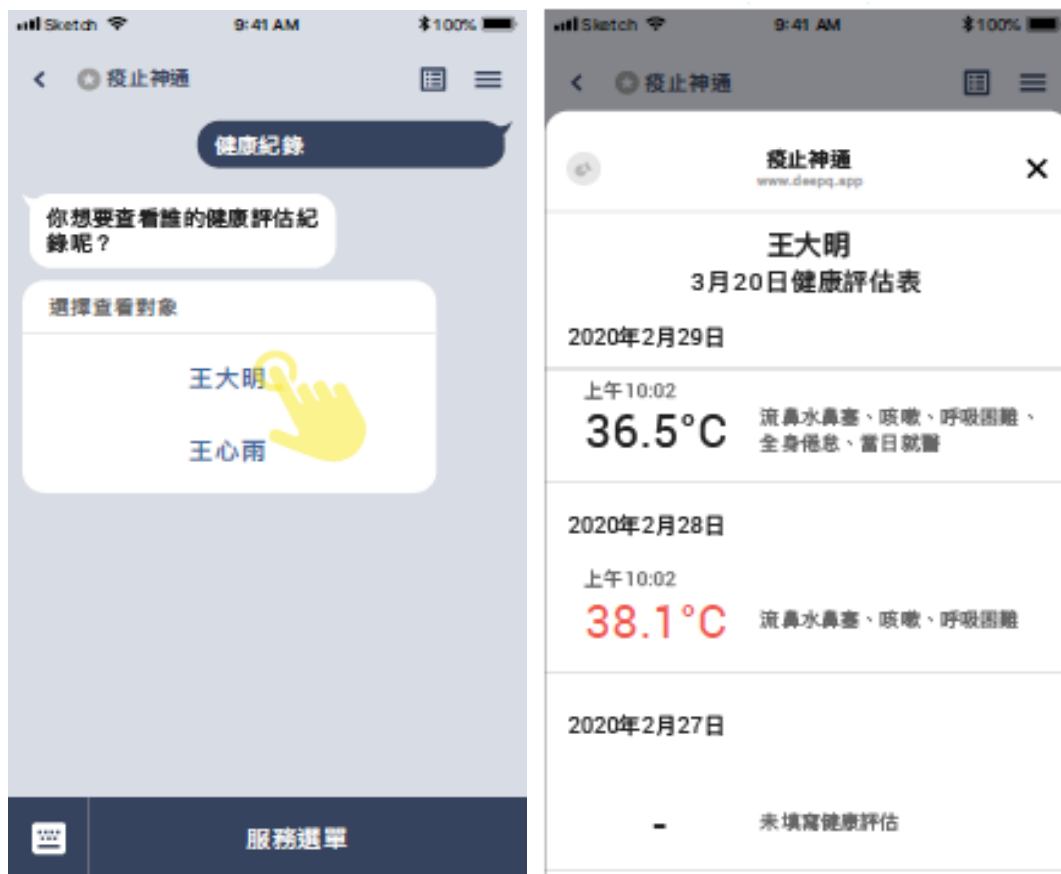 Sketch 9:41 AM 100%
疫止神通
健康紀錄
你想要查看誰的健康評估紀
錄呢？
選擇查看對象
王大明
王心雨
服務選單
Sketch 9:41 AM 100%
疫止神通
疫止神通
www.deepq.app
王大明
3月20日健康評估表
2020年2月29日
上午10:02
36.5°C
流鼻水鼻塞、咳嗽、呼吸困難、
全身倦怠、當日就醫
2020年2月28日
上午10:02
38.1°C
流鼻水鼻塞、咳嗽、呼吸困難
2020年2月27日
-
未填寫健康評估